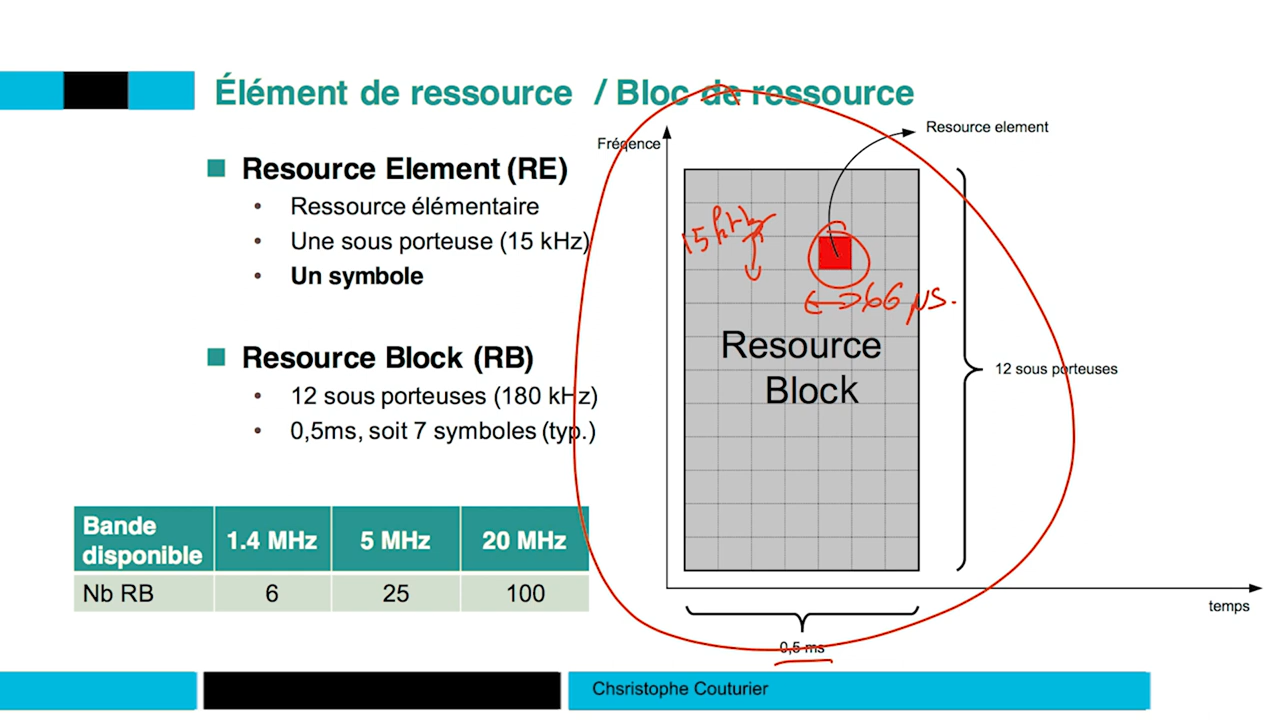 Élément de ressource / Bloc de ressource
Resource Element (RE)
Ressource élémentaire
Une sous porteuse (15 kHz)
Un symbole
Resource Block (RB)
12 sous porteuses (180 kHz)
0,5ms, soit 7 symboles (typ.)
Bande disponible 1.4 MHz 5 MHz 20 MHz
Nb RB 6 25 100
Fréqence
Resource element
15 kHz
66 µs.
Resource
Block
12 sous porteuses
temps
0,5 ms
Chsristophe Couturier